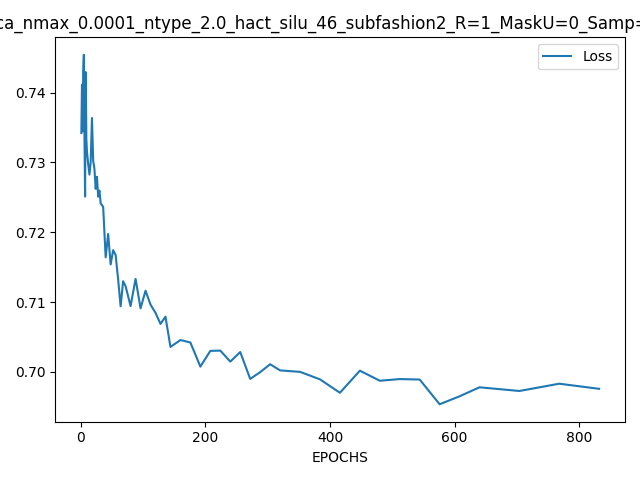 ca_nmax_0.0001_ntype_2.0_hact_silu_46_subfashion2_R=1_MaskU=0_Samp=
Loss
0.74
0.73
0.72
0.71
0.70
0 200 400 600 800
EPOCHS